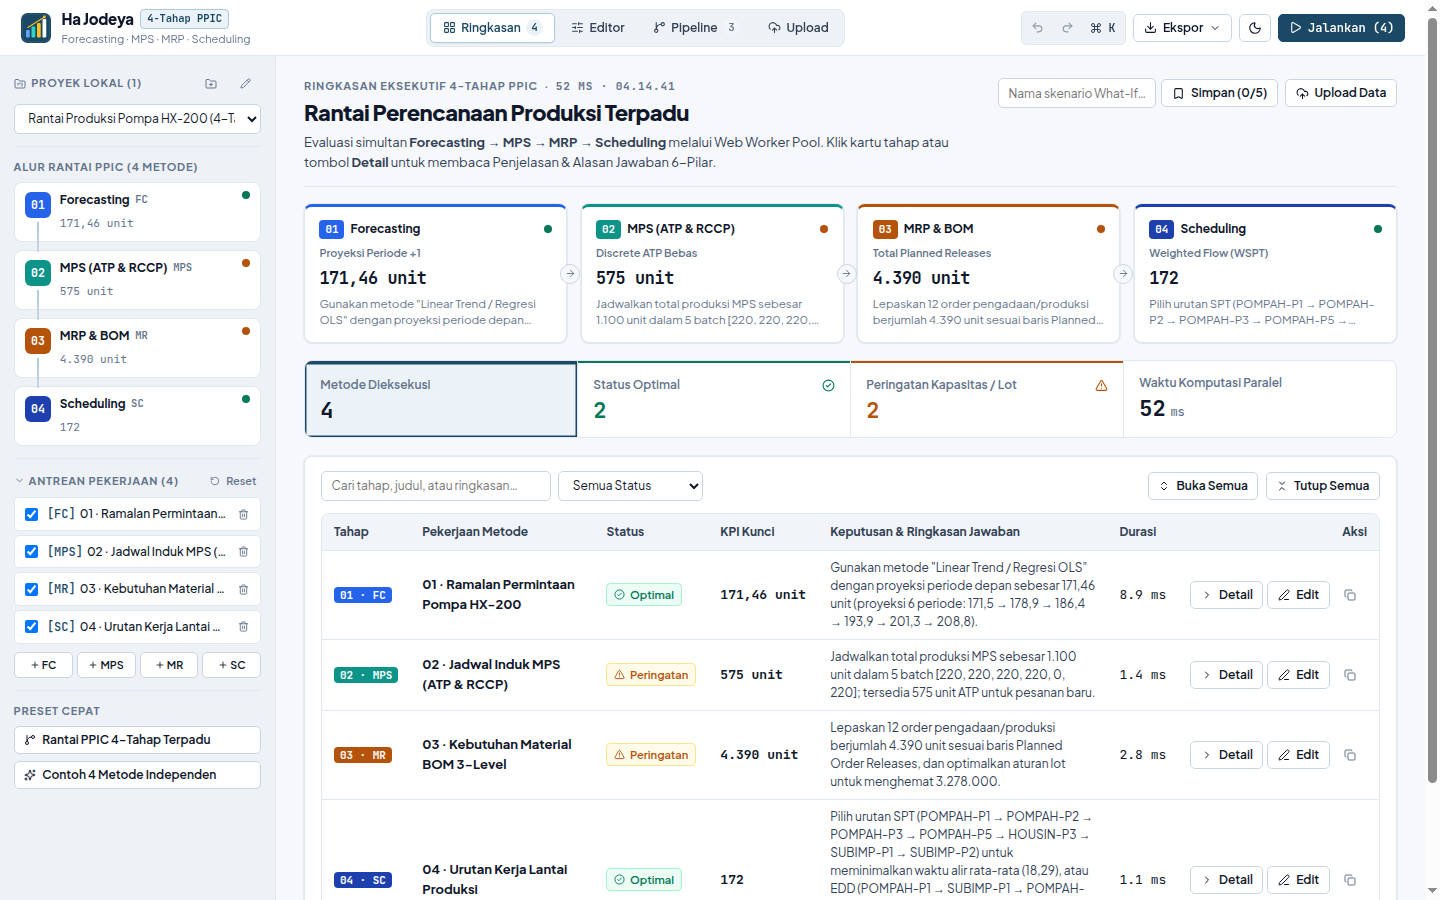 Ha Jodeya 4-Tahap PPIC
Forecasting · MPS · MRP · Scheduling
Ringkasan 4
Editor
Pipeline 3
Upload
⌘ K
Ekspor
Jalankan (4)
PROYEK LOKAL (1)
Rantai Produksi Pompa HX-200 (4-Ta
ALUR RANTAI PPIC (4 METODE)
01 Forecasting FC
171,46 unit
02 MPS (ATP & RCCP) MPS
575 unit
03 MRP & BOM MR
4.390 unit
04 Scheduling SC
172
ANTREAN PEKERJAAN (4) Reset
[FC] 01 · Ramalan Permintaan...
[MPS] 02 · Jadwal Induk MPS (...
[MR] 03 · Kebutuhan Material ...
[SC] 04 · Urutan Kerja Lantai ...
+ FC
+ MPS
+ MR
+ SC
PRESET CEPAT
Rantai PPIC 4-Tahap Terpadu
Contoh 4 Metode Independen
RINGKASAN EKSEKUTIF 4-TAHAP PPIC · 52 MS · 04.14.41
Rantai Perencanaan Produksi Terpadu
Evaluasi simultan Forecasting → MPS → MRP → Scheduling melalui Web Worker Pool. Klik kartu tahap atau
tombol Detail untuk membaca Penjelasan & Alasan Jawaban 6-Pilar.
Nama skenario What-If...
Simpan (0/5)
Upload Data
01 Forecasting
Proyeksi Periode +1
171,46 unit
Gunakan metode "Linear Trend / Regresi
OLS" dengan proyeksi periode depan...
02 MPS (ATP & RCCP)
Discrete ATP Bebas
575 unit
Jadwalkan total produksi MPS sebesar
1.100 unit dalam 5 batch [220, 220, 220,...
03 MRP & BOM
Total Planned Releases
4.390 unit
Lepaskan 12 order pengadaan/produksi
berjumlah 4.390 unit sesuai baris Planned...
04 Scheduling
Weighted Flow (WSPT)
172
Pilih urutan SPT (POMPAH-P1 → POMPAH-
P2 → POMPAH-P3 → POMPAH-P5 → ...
Metode Dieksekusi
4
Status Optimal
2
Peringatan Kapasitas / Lot
2
Waktu Komputasi Paralel
52 ms
Cari tahap, judul, atau ringkasan...
Semua Status
Buka Semua
Tutup Semua
Tahap Pekerjaan Metode Status KPI Kunci Keputusan & Ringkasan Jawaban Durasi Aksi
01 · FC
01 · Ramalan Permintaan
Pompa HX-200
Optimal
171,46 unit
Gunakan metode "Linear Trend / Regresi OLS"
dengan proyeksi periode depan sebesar 171,46
unit (proyeksi 6 periode: 171,5 → 178,9 → 186,4
→ 193,9 → 201,3 → 208,8).
8.9 ms
Detail
Edit
02 · MPS
02 · Jadwal Induk MPS
(ATP & RCCP)
Peringatan
575 unit
Jadwalkan total produksi MPS sebesar 1.100
unit dalam 5 batch [220, 220, 220, 220, 0,
220]; tersedia 575 unit ATP untuk pesanan baru.
1.4 ms
Detail
Edit
03 · MR
03 · Kebutuhan Material
BOM 3-Level
Peringatan
4.390 unit
Lepaskan 12 order pengadaan/produksi
berjumlah 4.390 unit sesuai baris Planned
Order Releases, dan optimalkan aturan lot
untuk menghemat 3.278.000.
2.8 ms
Detail
Edit
04 · SC
04 · Urutan Kerja Lantai
Produksi
Optimal
172
Pilih urutan SPT (POMPAH-P1 → POMPAH-P2 →
POMPAH-P3 → POMPAH-P5 → HOUSIN-P3 →
SUBIMP-P1 → SUBIMP-P2) untuk
meminimalkan waktu alir rata-rata (18,29), atau
EDD (POMPAH-P1 → SUBIMP-P1 → POMPAH-
1.1 ms
Detail
Edit